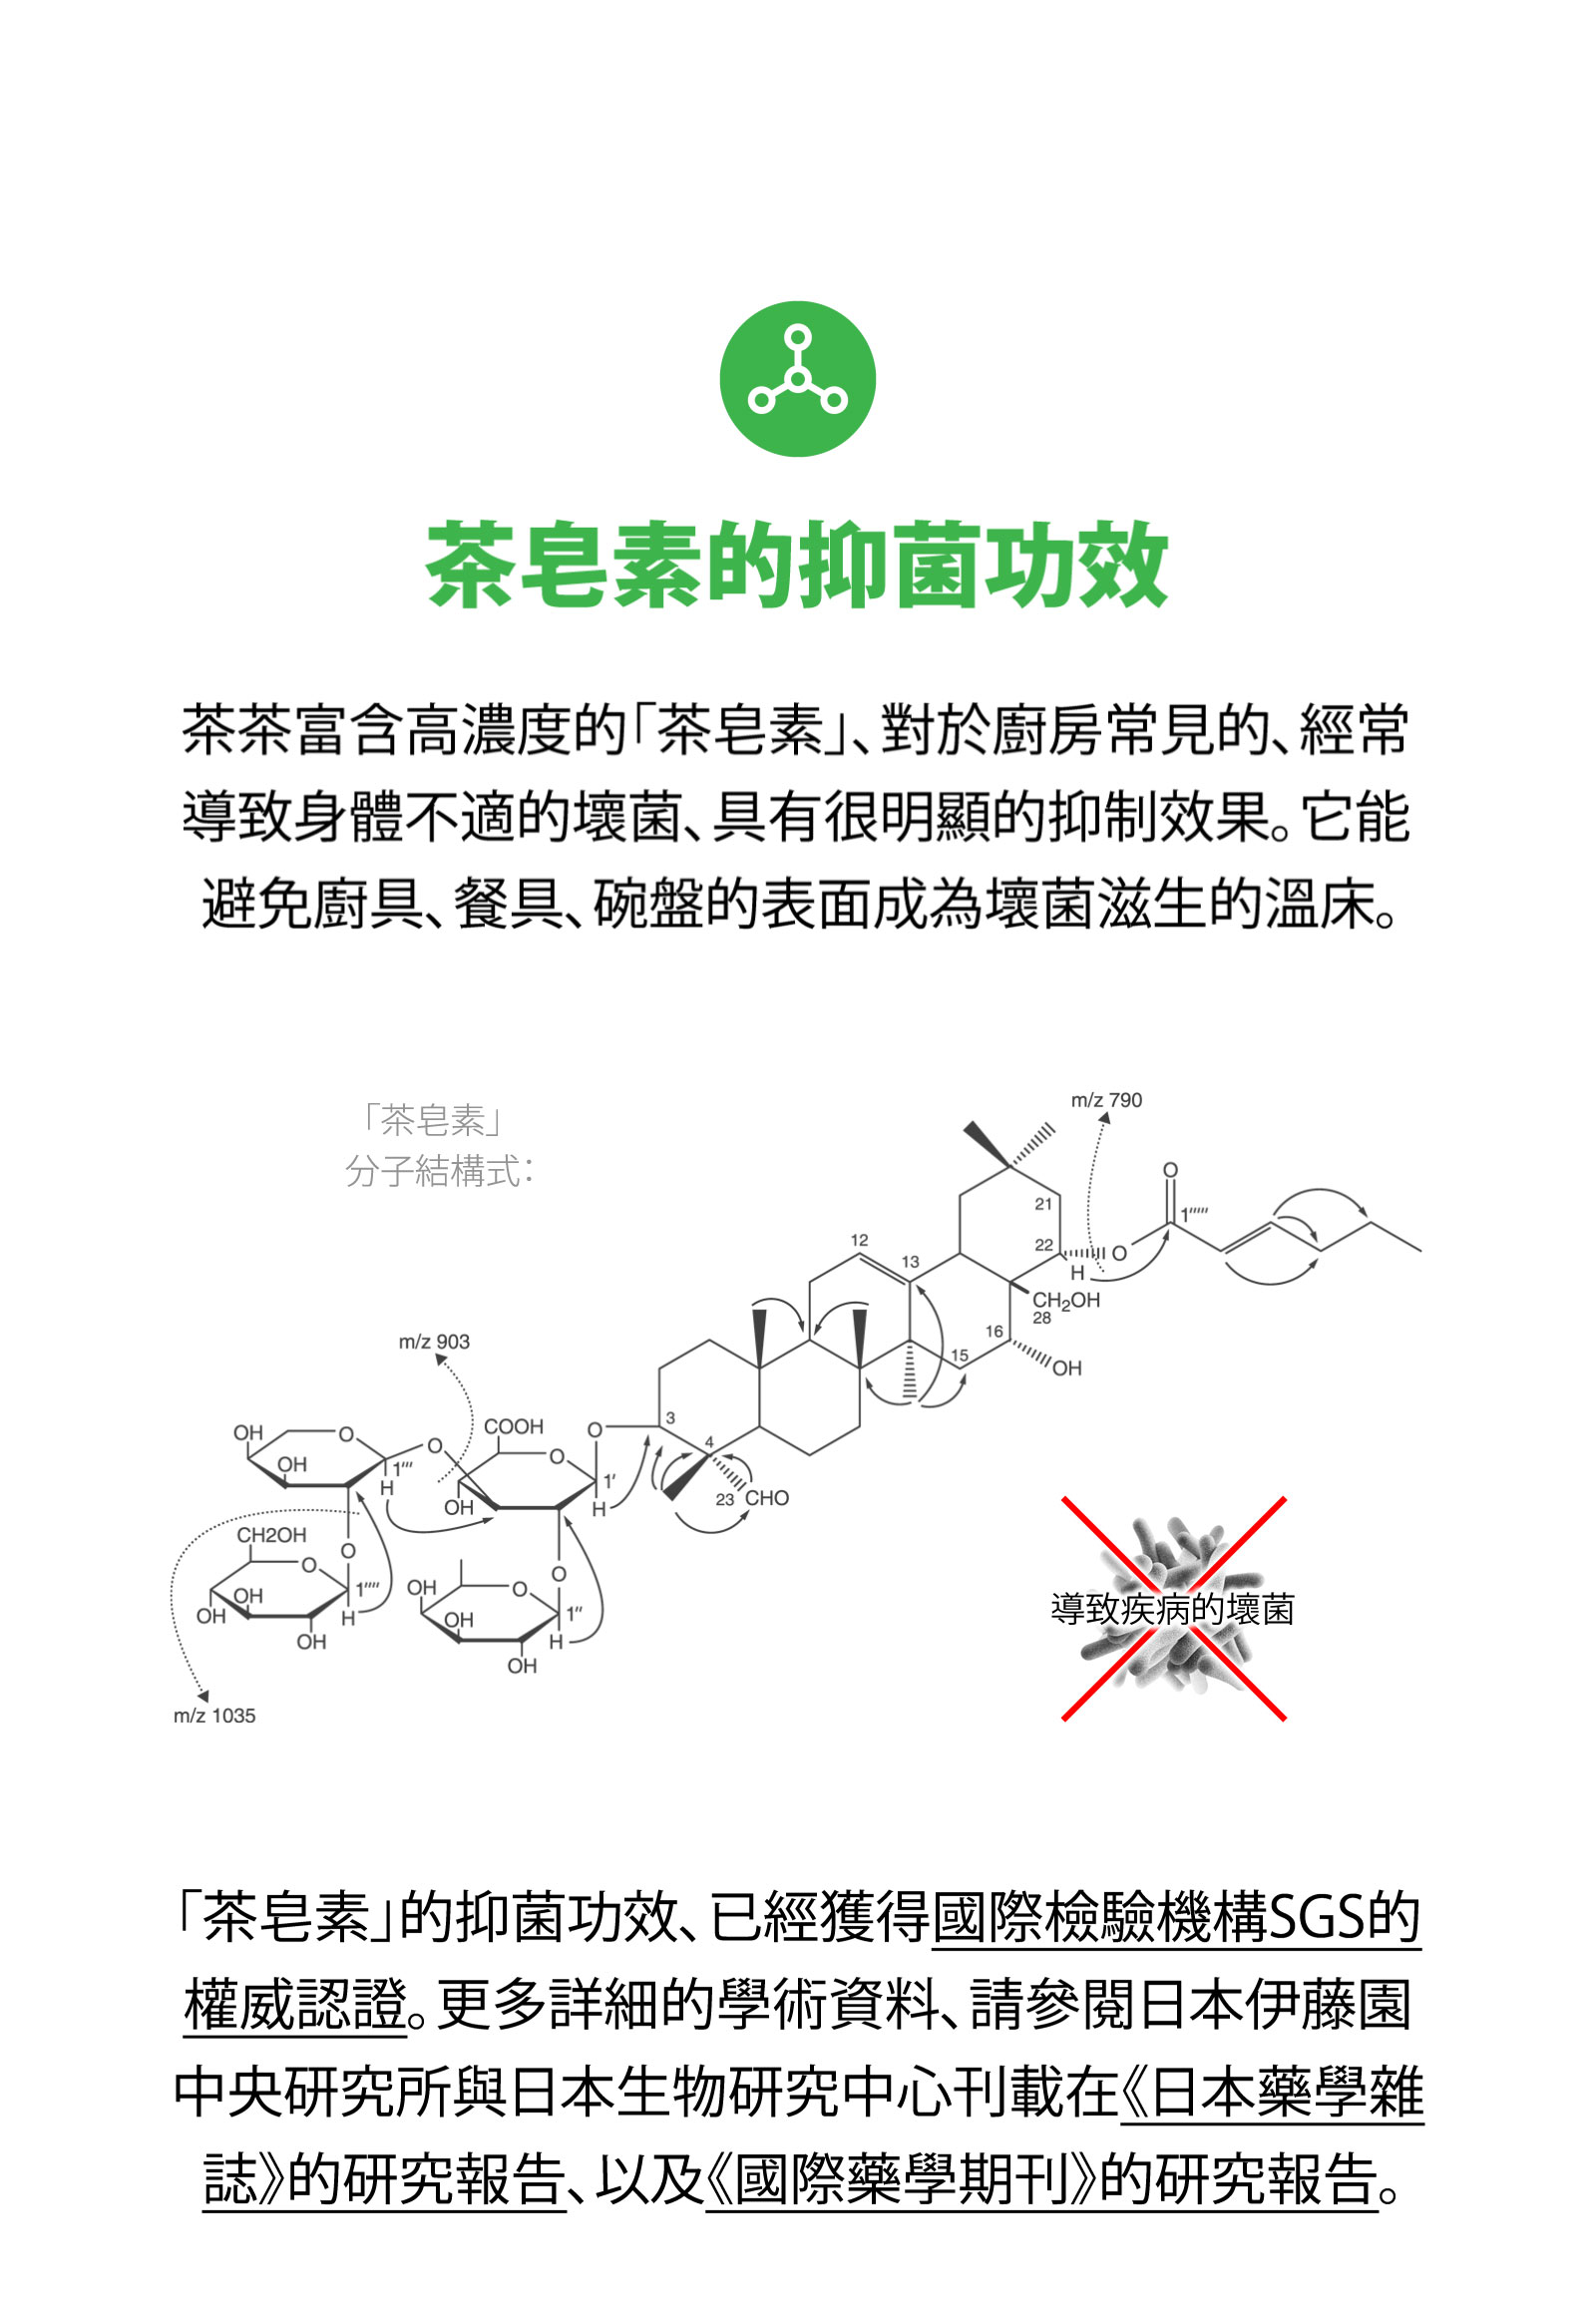 茶皂素的抑菌功效
茶茶富含高濃度的「茶皂素」、對於廚房常見的、經常
導致身體不適的壞菌、具有很明顯的抑制效果。它能
避免廚具、餐具、碗盤的表面成為壞菌滋生的溫床。
「茶皂素」
分子結構式：
m/z 790
O
1'''''
21
22
O
H
12
13
CH₂OH
28
16
15
OH
m/z 903
3
4
23 CHO
O
COOH
O
1'
H
OH
O
OH
O
OH
1'''
H
CH2OH
O
O
1''''
OH
OH
H
OH
O
OH
O
1''
OH
H
OH
m/z 1035
導致疾病的壞菌
「茶皂素」的抑菌功效、已經獲得國際檢驗機構SGS的
權威認證。更多詳細的學術資料、請參閱日本伊藤園
中央研究所與日本生物研究中心刊載在《日本藥學雜
誌》的研究報告、以及《國際藥學期刊》的研究報告。